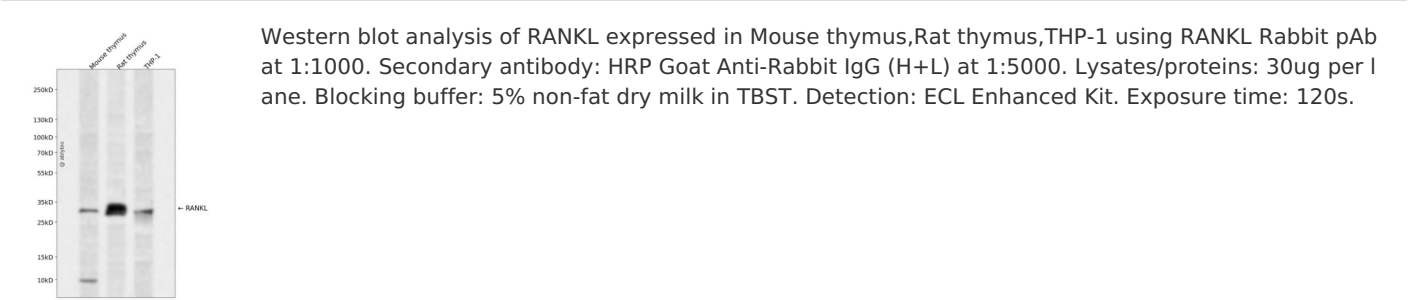 Mouse thymus
Rat thymus
THP-1
Western blot analysis of RANKL expressed in Mouse thymus,Rat thymus,THP-1 using RANKL Rabbit pAb
at 1:1000. Secondary antibody: HRP Goat Anti-Rabbit IgG (H+L) at 1:5000. Lysates/proteins: 30ug per l
ane. Blocking buffer: 5% non-fat dry milk in TBST. Detection: ECL Enhanced Kit. Exposure time: 120s.
250kD
130kD
100kD
70kD
55kD
35kD
← RANKL
25kD
15kD
10kD
@ ablybio